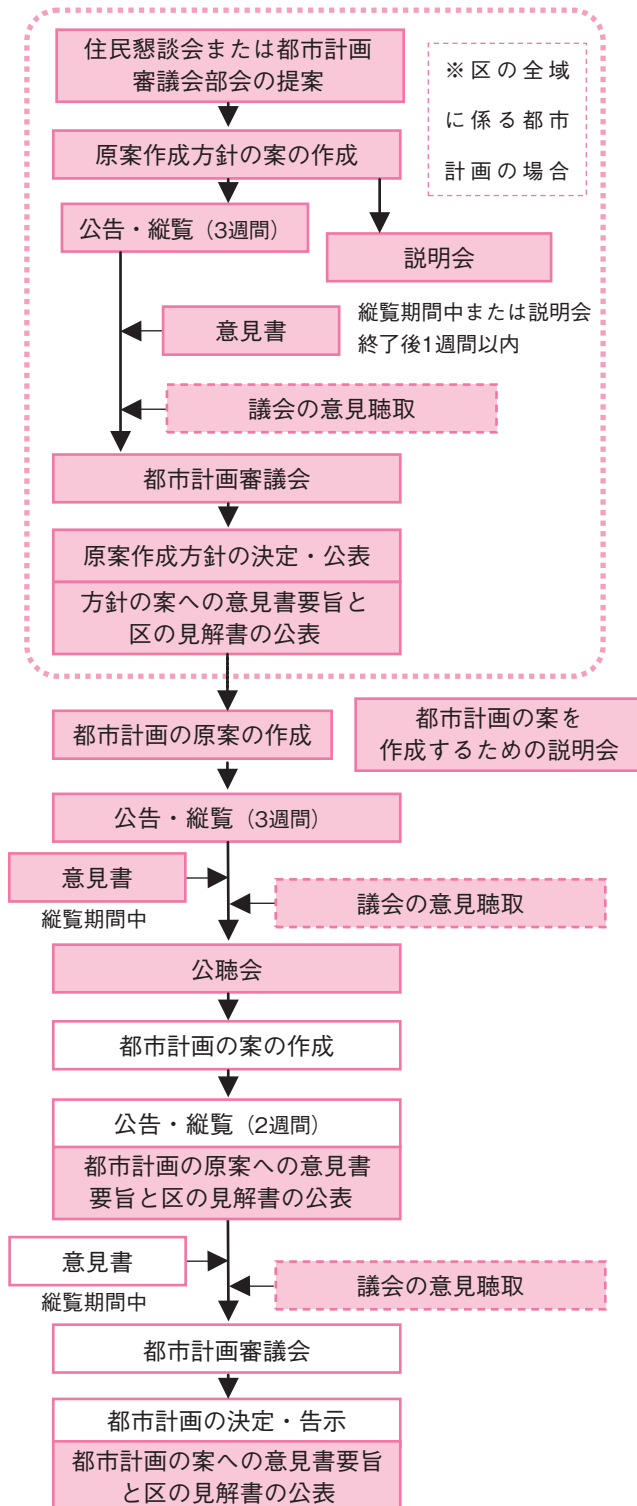 住民懇談会または都市計画
審議会部会の提案
※区の全域
に係る都市
計画の場合
原案作成方針の案の作成
公告・縦覧（3週間）
説明会
意見書
縦覧期間中または説明会
終了後1週間以内
議会の意見聴取
都市計画審議会
原案作成方針の決定・公表
方針の案への意見書要旨と
区の見解書の公表
都市計画の原案の作成
都市計画の案を
作成するための説明会
公告・縦覧（3週間）
意見書
縦覧期間中
議会の意見聴取
公聴会
都市計画の案の作成
公告・縦覧（2週間）
都市計画の原案への意見書
要旨と区の見解書の公表
意見書
縦覧期間中
議会の意見聴取
都市計画審議会
都市計画の決定・告示
都市計画の案への意見書要旨
と区の見解書の公表